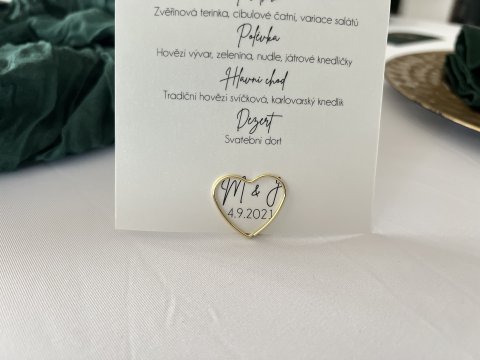 Zvěřinová terinka, cibulové čatní, variace salátů
Polévka
Hovězí vývar, zelenina, nudle, játrové knedlíčky
Hlavní chod
Tradiční hovězí svíčková, karlovarský knedlík
Dezert
Svatební dort
M & J
4.9.2021